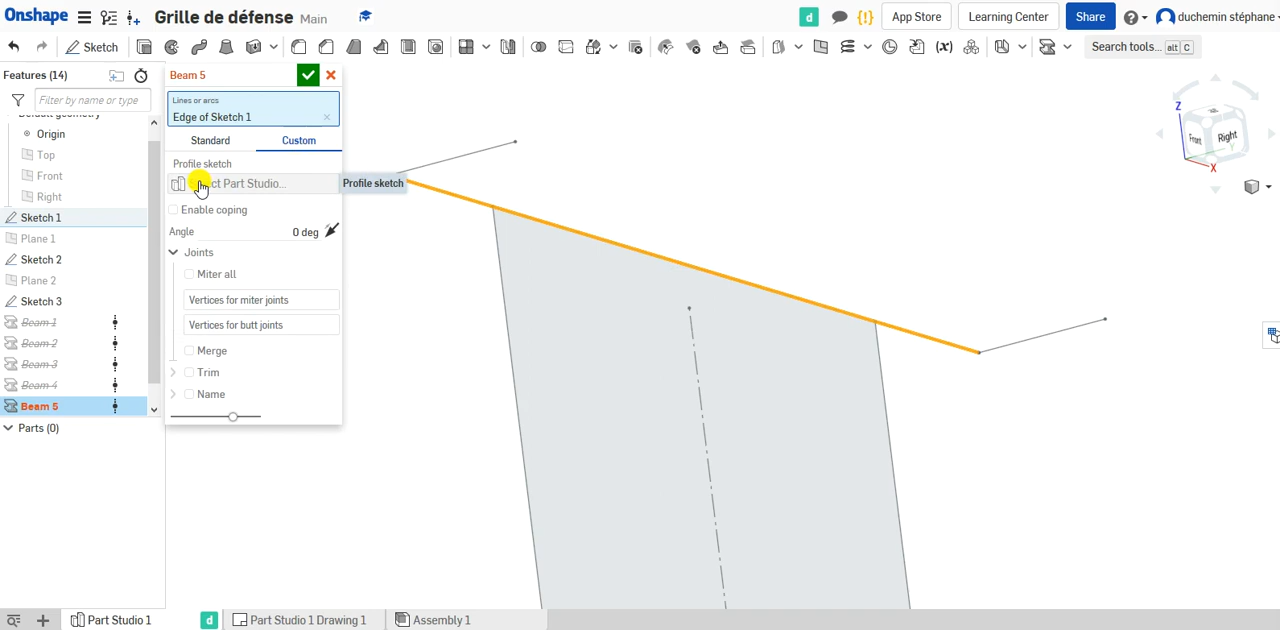 Onshape Grille de défense Main d App Store Learning Center Share duchemin stéphane
Sketch Search tools... alt C
Features (14)
Filter by name or type
Default geometry
Origin
Top
Front
Right
Sketch 1
Plane 1
Sketch 2
Plane 2
Sketch 3
Beam 1
Beam 2
Beam 3
Beam 4
Beam 5
Parts (0)
Beam 5
Lines or arcs
Edge of Sketch 1
Standard Custom
Profile sketch
Part Studio... Profile sketch
Enable coping
Angle 0 deg
Joints
Miter all
Vertices for miter joints
Vertices for butt joints
Merge
Trim
Name
Z
Front Right
Y
X
Part Studio 1 d Part Studio 1 Drawing 1 Assembly 1